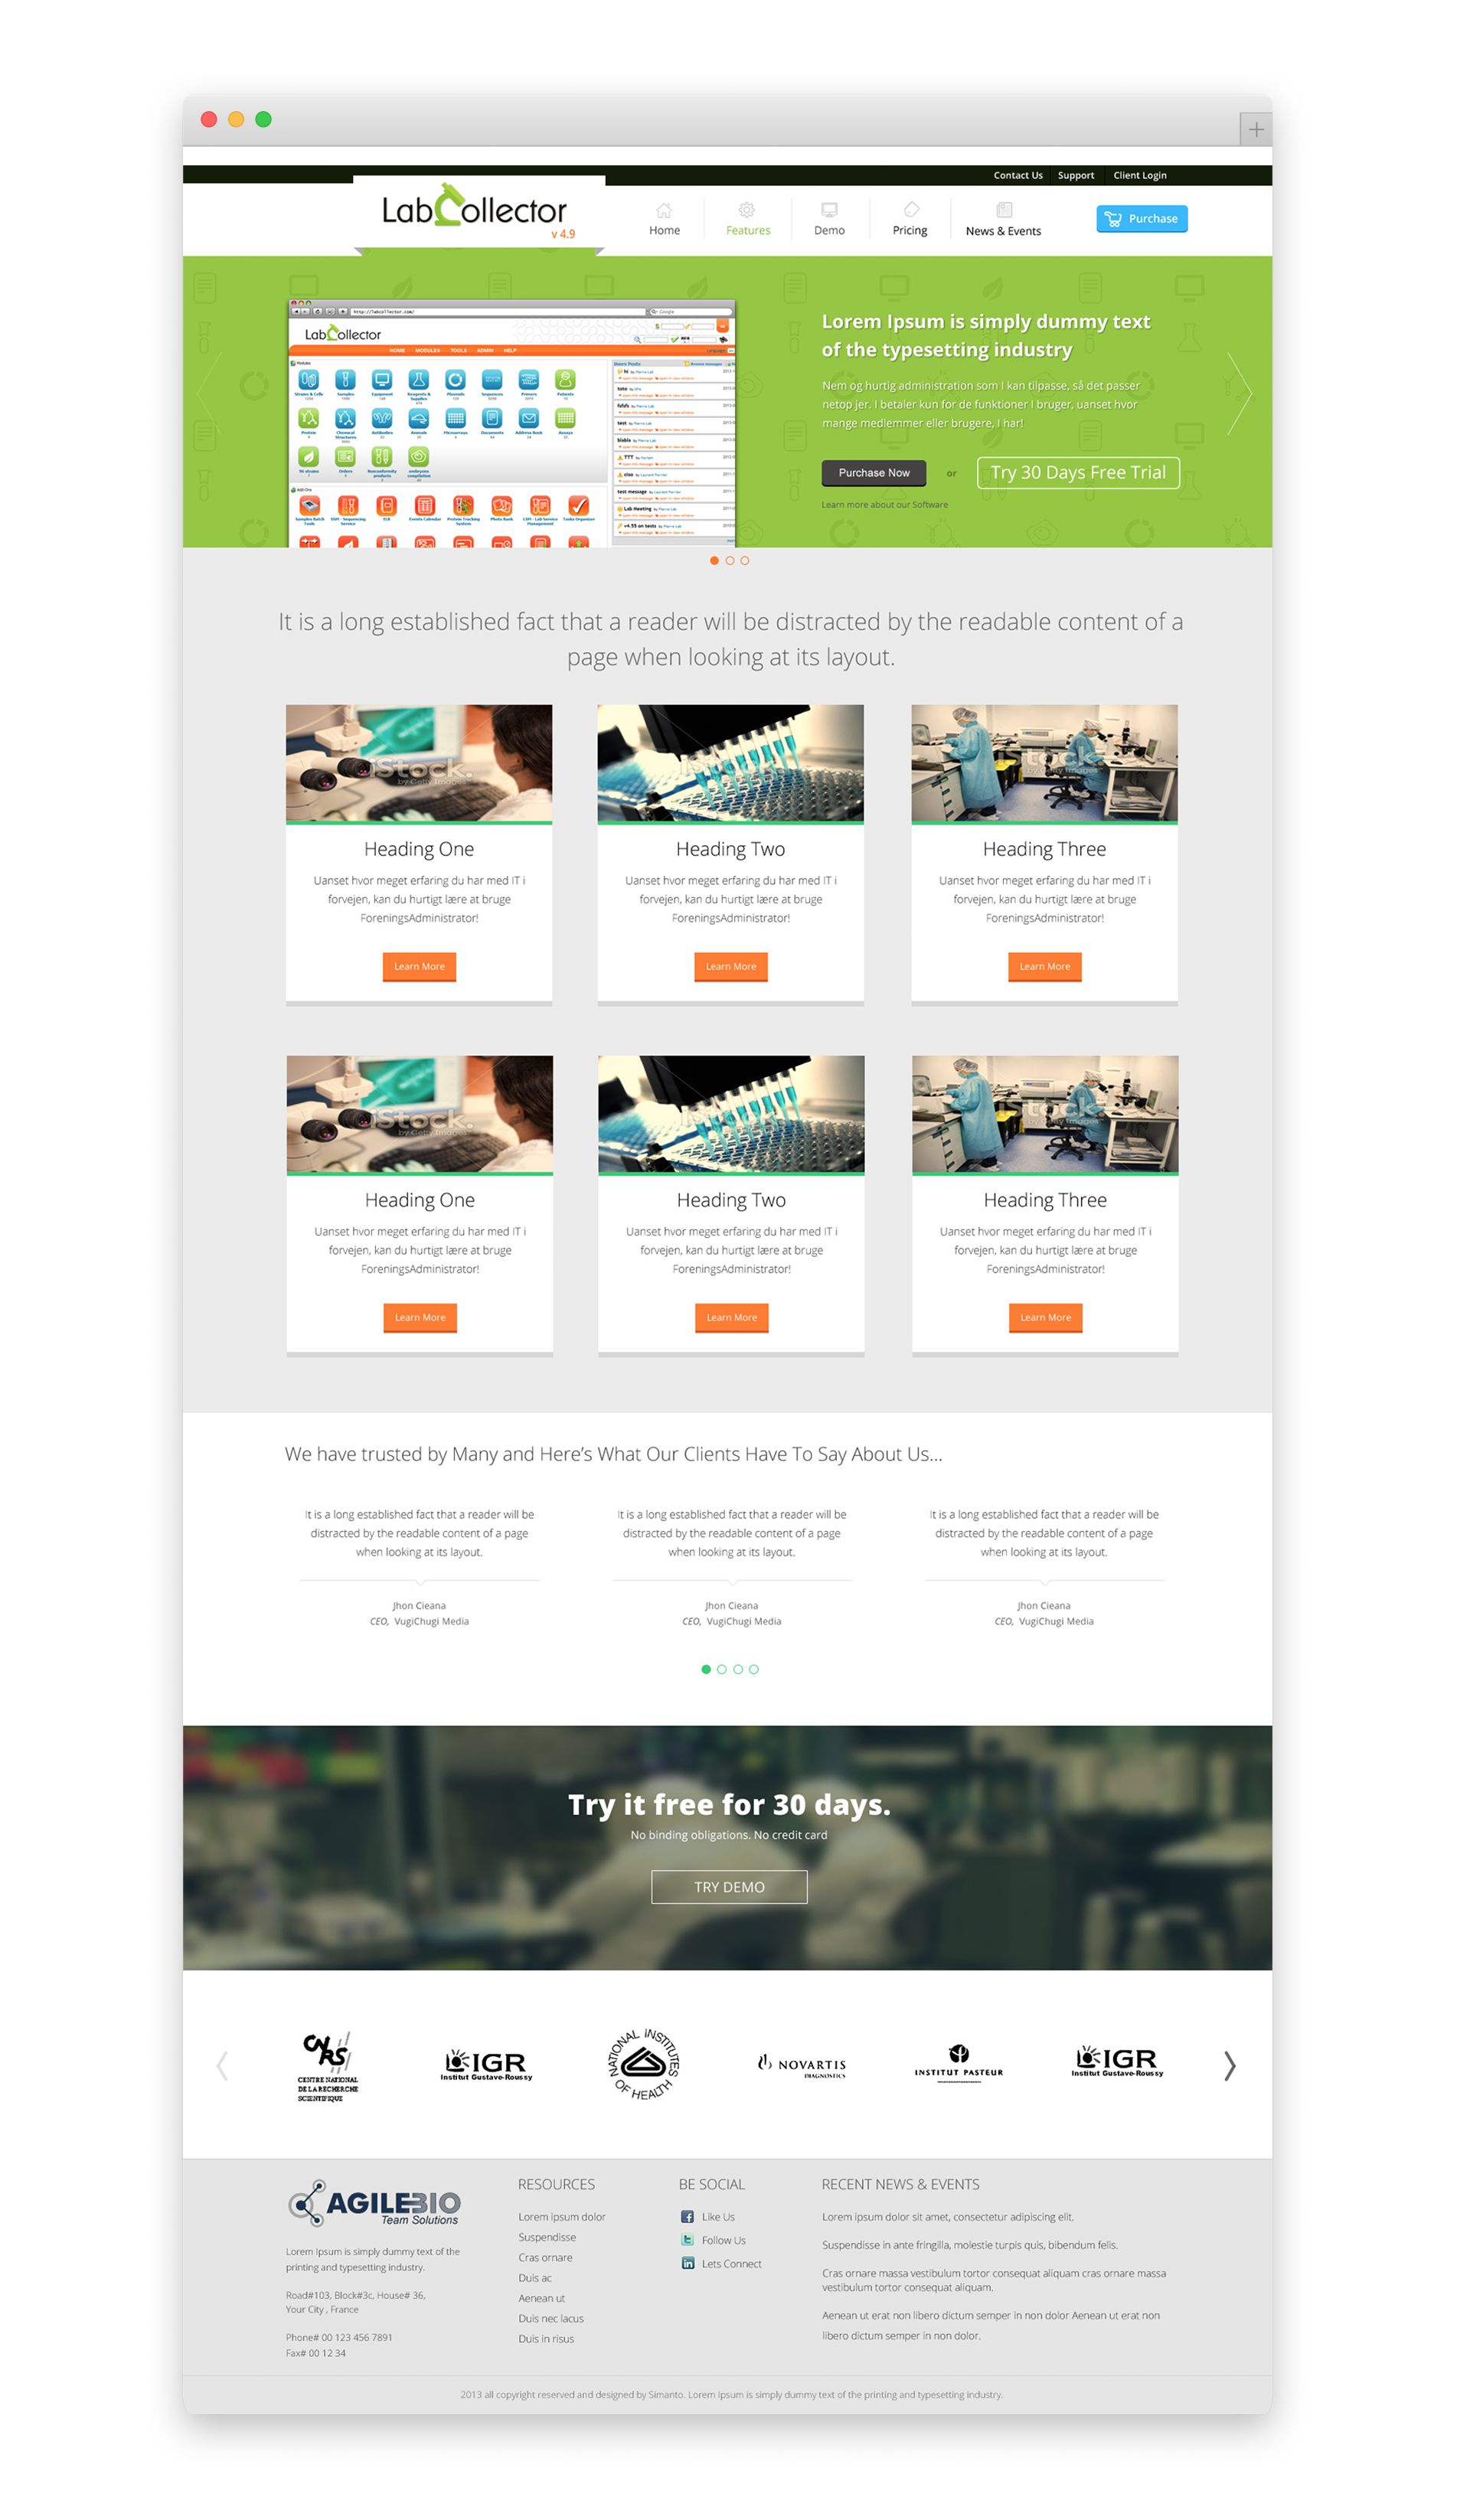 Contact Us
Support
Client Login
LabCollector
v 4.9
Home
Features
Demo
Pricing
News & Events
Purchase
http://labcollector.com/
Google
LabCollector
HOME MODULES TOOLS ADMIN HELP
Lorem Ipsum is simply dummy text
of the typesetting industry
Nem og hurtig administration som I kan tilpasse, så det passer
netop jer. I betaler kun for de funktioner I bruger, uanset hvor
mange medlemmer eller brugere, I har!
Purchase Now
or
Try 30 Days Free Trial
Learn more about our Software
It is a long established fact that a reader will be distracted by the readable content of a
page when looking at its layout.
iStock.
by Getty Images
Heading One
Uanset hvor meget erfaring du har med IT i
forvejen, kan du hurtigt lære at bruge
ForeningsAdministrator!
Learn More
Heading Two
Uanset hvor meget erfaring du har med IT i
forvejen, kan du hurtigt lære at bruge
ForeningsAdministrator!
Learn More
Heading Three
Uanset hvor meget erfaring du har med IT i
forvejen, kan du hurtigt lære at bruge
ForeningsAdministrator!
Learn More
iStock.
by Getty Images
Heading One
Uanset hvor meget erfaring du har med IT i
forvejen, kan du hurtigt lære at bruge
ForeningsAdministrator!
Learn More
Heading Two
Uanset hvor meget erfaring du har med IT i
forvejen, kan du hurtigt lære at bruge
ForeningsAdministrator!
Learn More
Heading Three
Uanset hvor meget erfaring du har med IT i
forvejen, kan du hurtigt lære at bruge
ForeningsAdministrator!
Learn More
We have trusted by Many and Here's What Our Clients Have To Say About Us...
It is a long established fact that a reader will be
distracted by the readable content of a page
when looking at its layout.
Jhon Cieana
CEO, VugiChugi Media
It is a long established fact that a reader will be
distracted by the readable content of a page
when looking at its layout.
Jhon Cieana
CEO, VugiChugi Media
It is a long established fact that a reader will be
distracted by the readable content of a page
when looking at its layout.
Jhon Cieana
CEO, VugiChugi Media
Try it free for 30 days.
No binding obligations. No credit card
TRY DEMO
CNRS
CENTRE NATIONAL
DE LA RECHERCHE
SCIENTIFIQUE
IGR
Institut Gustave-Roussy
NATIONAL INSTITUTES
OF HEALTH
NOVARTIS
DIAGNOSTICS
INSTITUT PASTEUR
IGR
Institut Gustave-Roussy
AGILEBIO
Team Solutions
Lorem Ipsum is simply dummy text of the
printing and typesetting industry.
Road#103, Block#3c, House# 36,
Your City , France
Phone# 00 123 456 7891
Fax# 00 12 34
RESOURCES
Lorem ipsum dolor
Suspendisse
Cras ornare
Duis ac
Aenean ut
Duis nec lacus
Duis in risus
BE SOCIAL
Like Us
Follow Us
Lets Connect
RECENT NEWS & EVENTS
Lorem ipsum dolor sit amet, consectetur adipiscing elit.
Suspendisse in ante fringilla, molestie turpis quis, bibendum felis.
Cras ornare massa vestibulum tortor consequat aliquam cras ornare massa
vestibulum tortor consequat aliquam.
Aenean ut erat non libero dictum semper in non dolor Aenean ut erat non
libero dictum semper in non dolor.
2013 all copyright reserved and designed by Simanto. Lorem Ipsum is simply dummy text of the printing and typesetting industry.